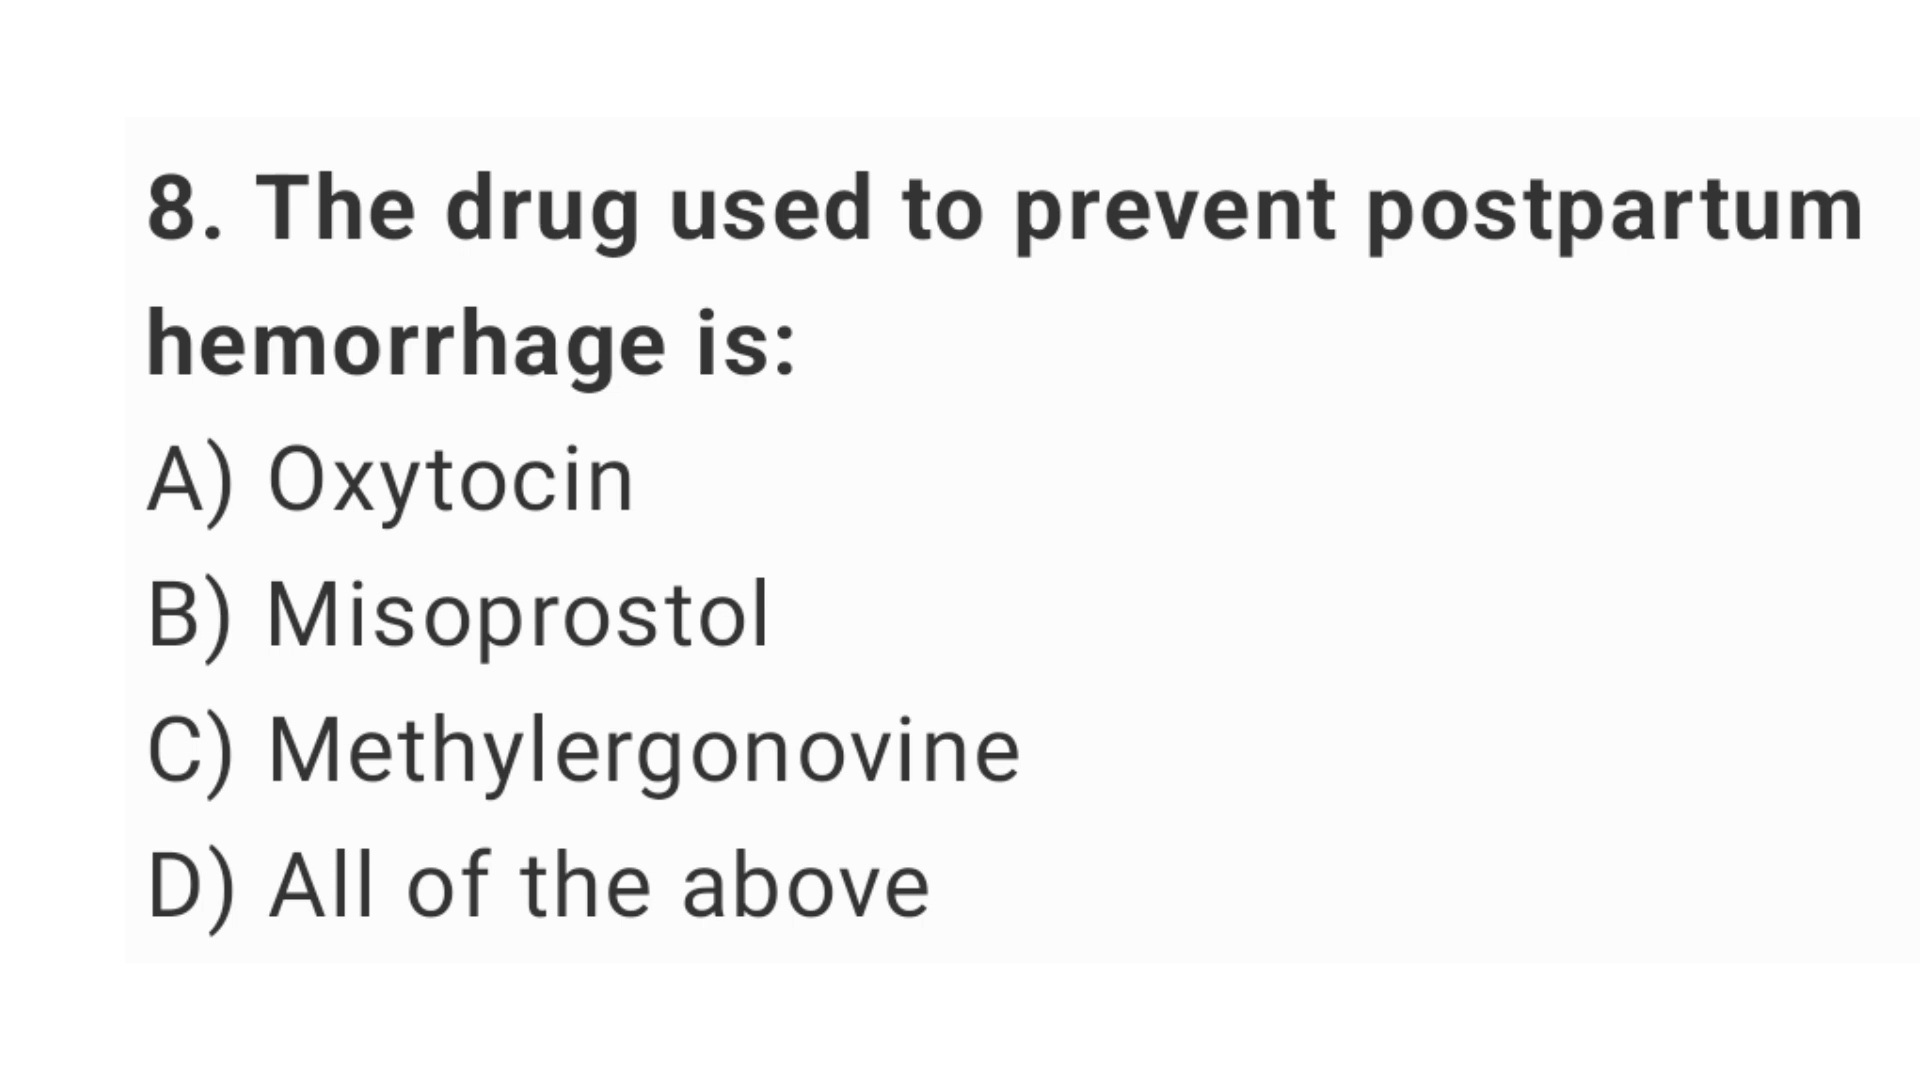 8. The drug used to prevent postpartum
hemorrhage is:
A) Oxytocin
B) Misoprostol
C) Methylergonovine
D) All of the above